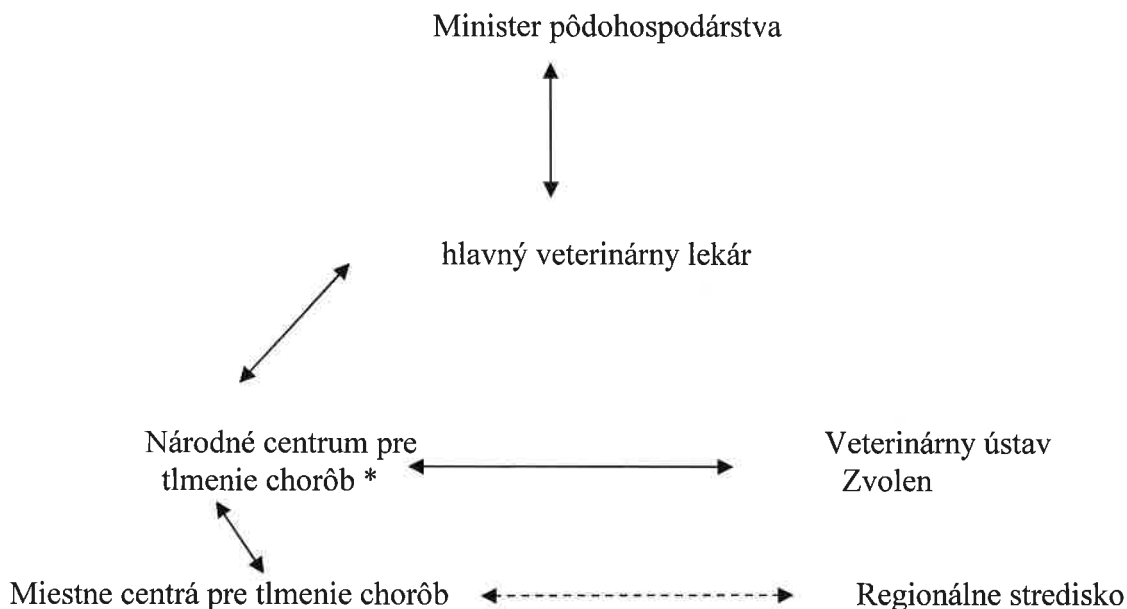 Minister pôdohospodárstva
hlavný veterinárny lekár
Národné centrum pre
tlmenie chorôb *
Veterinárny ústav
Zvolen
Miestne centrá pre tlmenie chorôb
Regionálne stredisko